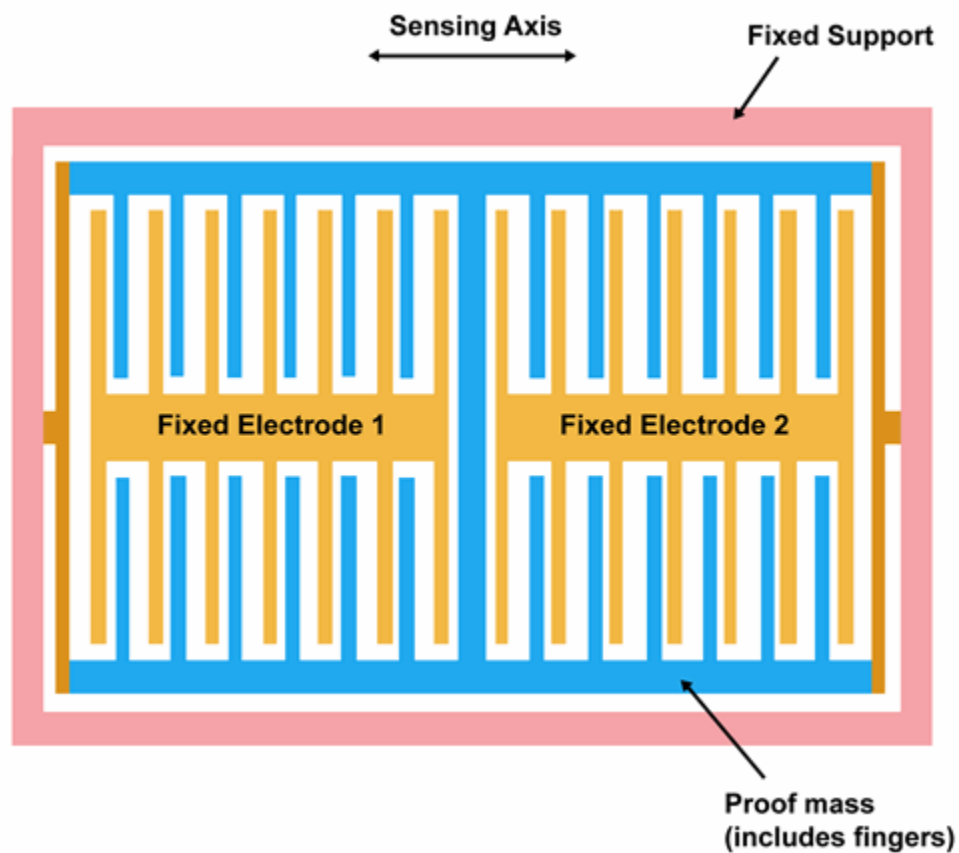 Sensing Axis
Fixed Support
Fixed Electrode 1
Fixed Electrode 2
Proof mass
(includes fingers)